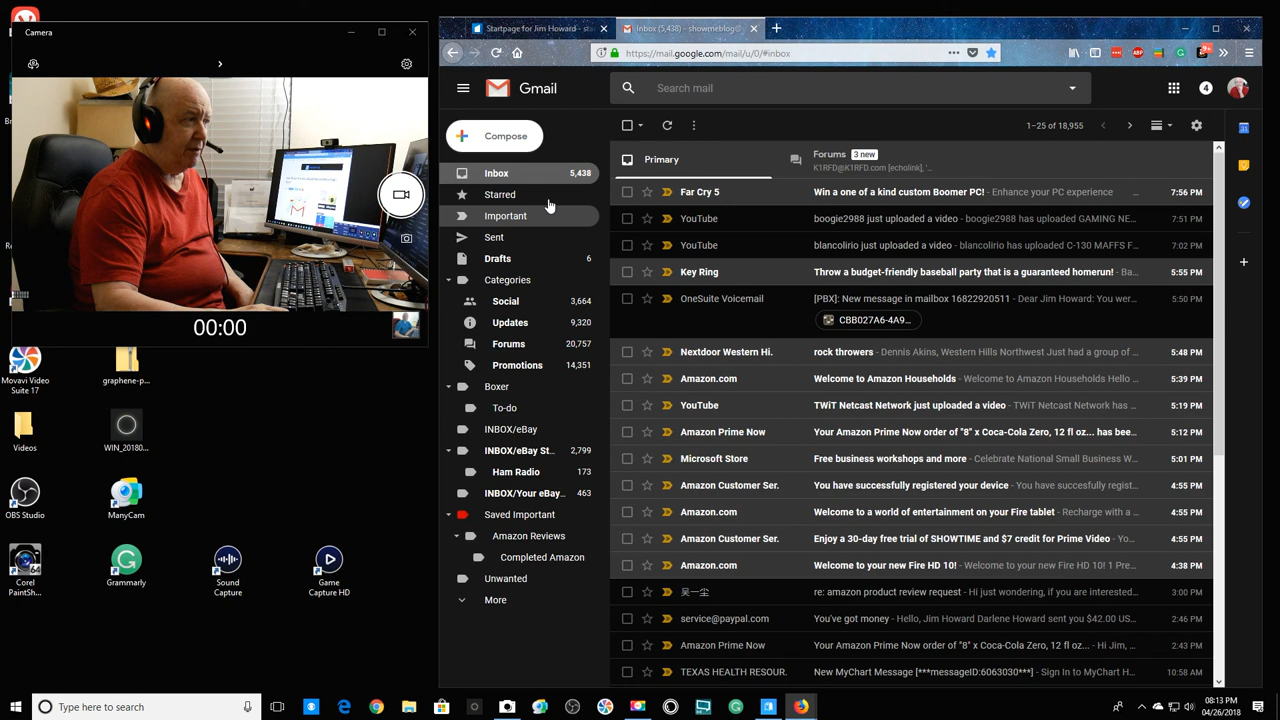 Camera
00:00
Movavi Video
Suite 17
graphene-p...
Videos
WIN_20180...
OBS Studio
ManyCam
Corel
PaintSh...
Grammarly
Sound
Capture
Game
Capture HD
Startpage for Jim Howard - sta
Inbox (5,438) - showmeblog@
https://mail.google.com/mail/u/0/#inbox
Gmail
Search mail
4
Compose
1–25 of 18,955
Inbox 5,438
Starred
Important
Sent
Drafts 6
Categories
Social 3,664
Updates 9,320
Forums 20,757
Promotions 14,351
Boxer
To-do
INBOX/eBay
INBOX/eBay St... 2,799
Ham Radio 173
INBOX/Your eBay... 463
Saved Important
Amazon Reviews
Completed Amazon
Unwanted
More
Primary
Forums 3 new
K1RFD@K1RFD.com [echolink], '...
Far Cry 5 Win a one of a kind custom Boomer PC! - Enhance your PC experience 7:56 PM
YouTube boogie2988 just uploaded a video - boogie2988 has uploaded GAMING NE... 7:51 PM
YouTube blancolirio just uploaded a video - blancolirio has uploaded C-130 MAFFS F... 7:02 PM
Key Ring Throw a budget-friendly baseball party that is a guaranteed homerun! - Ba... 5:55 PM
OneSuite Voicemail [PBX]: New message in mailbox 16822920511 - Dear Jim Howard: You wer... 5:50 PM
CBB027A6-4A9...
Nextdoor Western Hi. rock throwers - Dennis Akins, Western Hills Northwest Just had a group of ... 5:48 PM
Amazon.com Welcome to Amazon Households - Welcome to Amazon Households Hello ... 5:39 PM
YouTube TWiT Netcast Network just uploaded a video - TWiT Netcast Network has ... 5:19 PM
Amazon Prime Now Your Amazon Prime Now order of "8" x Coca-Cola Zero, 12 fl oz... has bee... 5:12 PM
Microsoft Store Free business workshops and more - Celebrate National Small Business W... 5:01 PM
Amazon Customer Ser. You have successfully registered your device - You have succesfully regist... 4:55 PM
Amazon.com Welcome to a world of entertainment on your Fire tablet - Recharge with a ... 4:55 PM
Amazon Customer Ser. Enjoy a 30-day free trial of SHOWTIME and $7 credit for Prime Video - Yo... 4:55 PM
Amazon.com Welcome to your new Fire HD 10! - Welcome to your new Fire HD 10! 1 Pre... 4:38 PM
吴一尘 re: amazon product review request - Hi just wondering, if you are interested... 3:00 PM
service@paypal.com You've got money - Hello, Jim Howard Darlene Howard sent you $42.00 US... 2:46 PM
Amazon Prime Now Your Amazon Prime Now order of "8" x Coca-Cola Zero, 12 fl oz... - Hi Jim, ... 2:43 PM
TEXAS HEALTH RESOUR. New MyChart Message [***messageID:6063030***] - Sign In to MyChart H... 10:58 AM
Type here to search
08:13 PM
04/26/2018